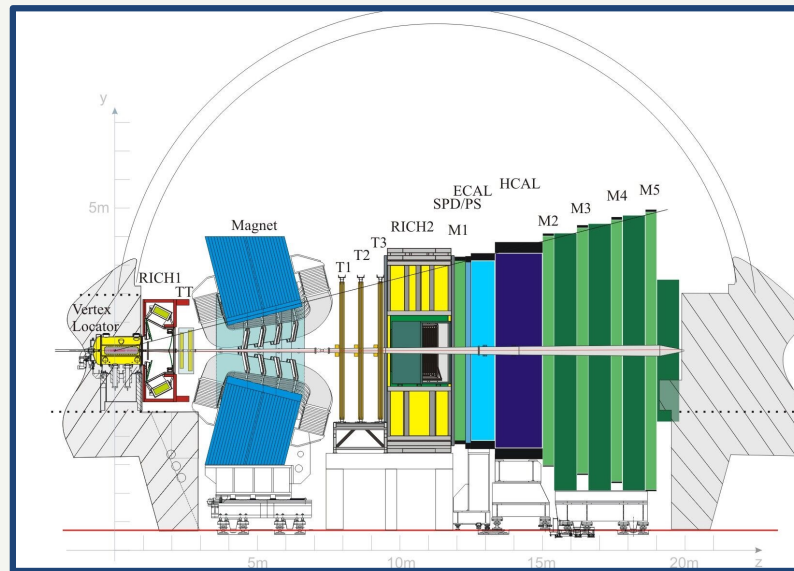 y
5m
Magnet
RICH1
TT
Vertex
Locator
T1
T2
T3
RICH2
SPD/PS
M1
ECAL
HCAL
M2
M3
M4
M5
5m
10m
15m
20m
z